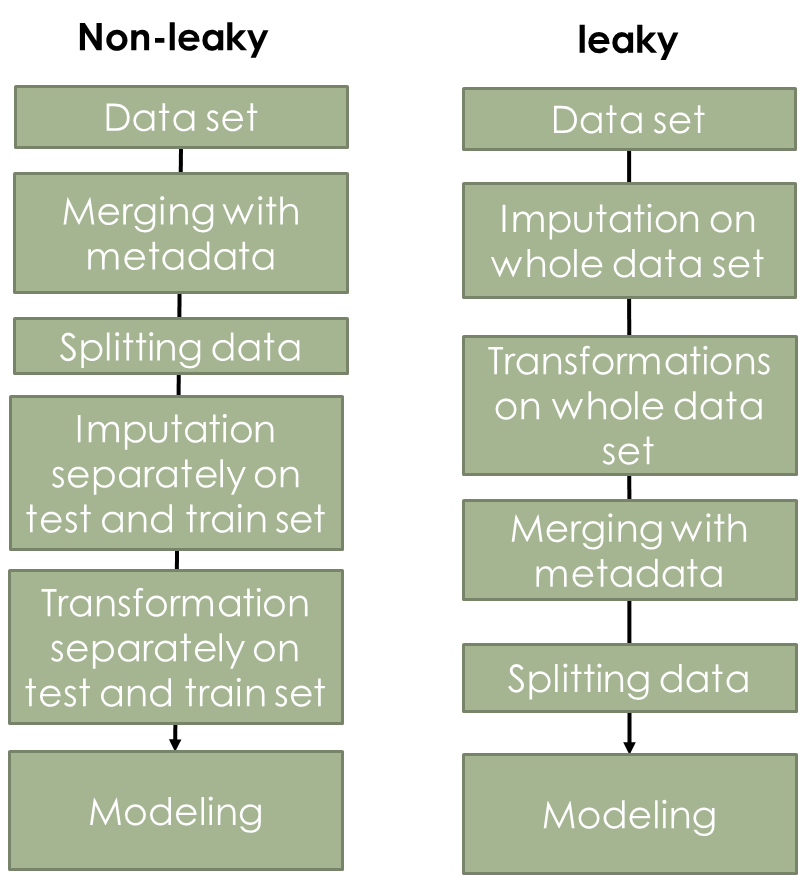 Non-leaky
Data set
Merging with
metadata
Splitting data
Imputation
separately on
test and train set
Transformation
separately on
test and train set
Modeling
leaky
Data set
Imputation on
whole data set
Transformations
on whole data
set
Merging with
metadata
Splitting data
Modeling